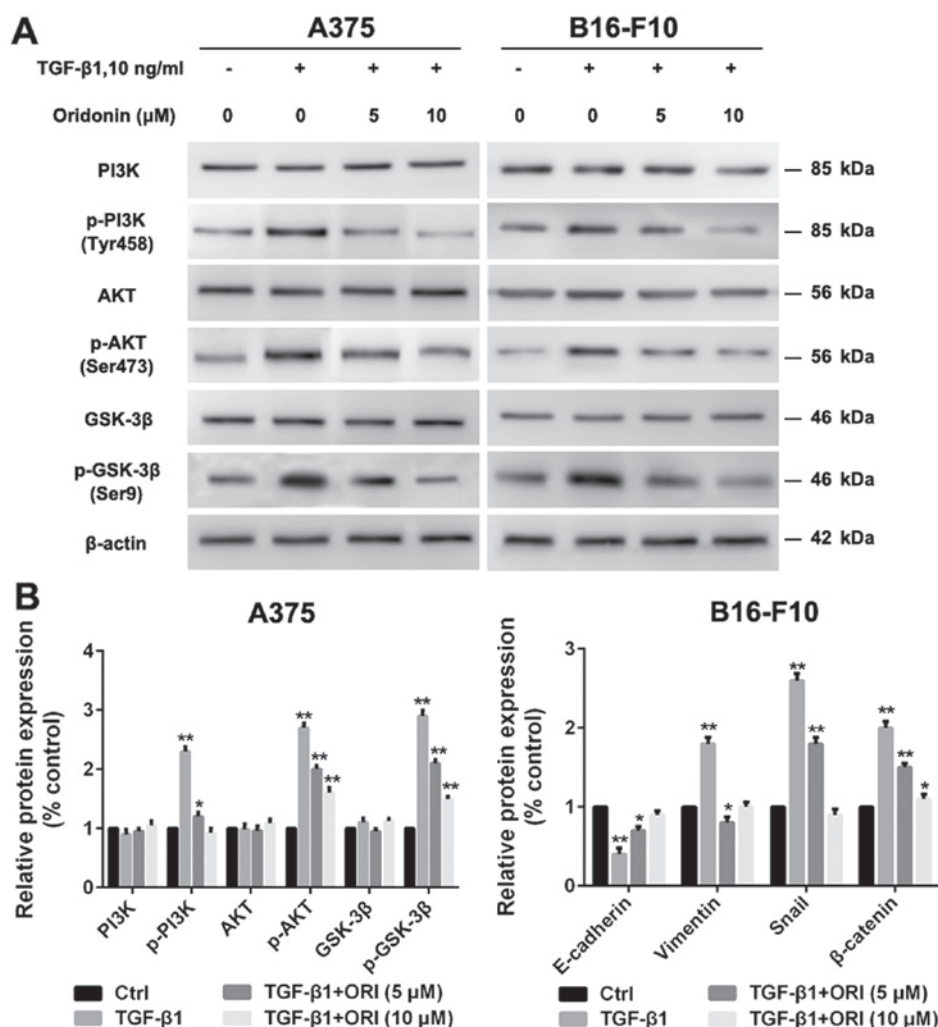 A
A375
B16-F10
TGF-β1,10 ng/ml - + + + - + + +
Oridonin (μM) 0 0 5 10 0 0 5 10
PI3K
85 kDa
p-PI3K
(Tyr458)
85 kDa
AKT
56 kDa
p-AKT
(Ser473)
56 kDa
GSK-3β
46 kDa
p-GSK-3β
(Ser9)
46 kDa
β-actin
42 kDa
B
A375
Relative protein expression
(% control)
4
3
2
1
0
**
*
**
**
**
**
**
**
PI3K
p-PI3K
AKT
p-AKT
GSK-3β
p-GSK-3β
Ctrl
TGF-β1
TGF-β1+ORI (5 μM)
TGF-β1+ORI (10 μM)
B16-F10
Relative protein expression
(% control)
3
2
1
0
**
*
**
*
**
**
**
**
*
E-cadherin
Vimentin
Snail
β-catenin
Ctrl
TGF-β1
TGF-β1+ORI (5 μM)
TGF-β1+ORI (10 μM)